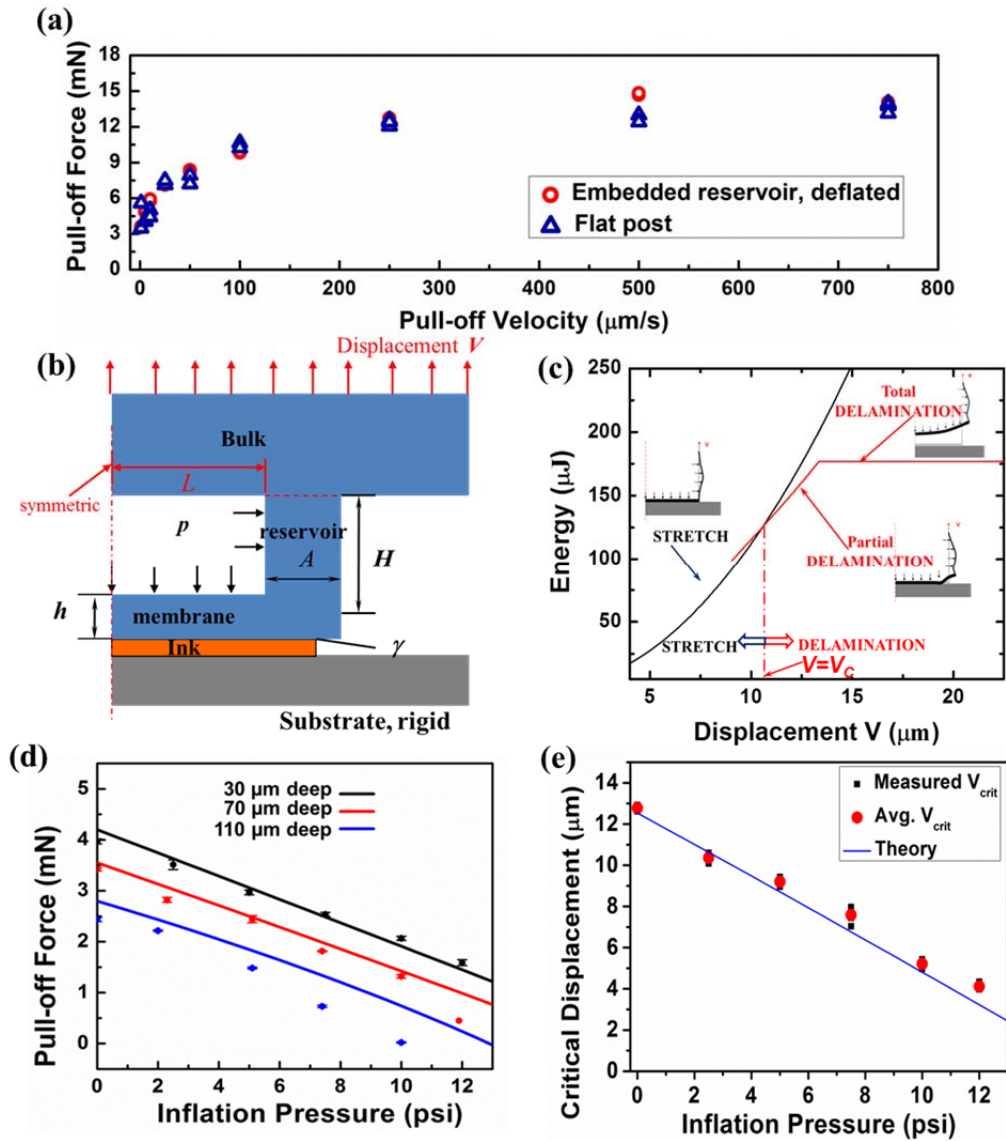 (a)
Pull-off Force (mN)
18
15
12
9
6
3
0
Embedded reservoir, deflated
Flat post
0 100 200 300 400 500 600 700 800
Pull-off Velocity (μm/s)
(b)
Displacement V
Bulk
L
symmetric
p
reservoir
A
H
h
membrane
Ink
γ
Substrate, rigid
(c)
Energy (μJ)
250
200
150
100
50
Total
DELAMINATION
v
v
v
STRETCH
Partial
DELAMINATION
STRETCH
DELAMINATION
V=VC
5 10 15 20
Displacement V (μm)
(d)
Pull-off Force (mN)
5
4
3
2
1
0
30 μm deep
70 μm deep
110 μm deep
0 2 4 6 8 10 12
Inflation Pressure (psi)
(e)
Critical Displacement (μm)
14
12
10
8
6
4
2
0
Measured Vcrit
Avg. Vcrit
Theory
0 2 4 6 8 10 12
Inflation Pressure (psi)